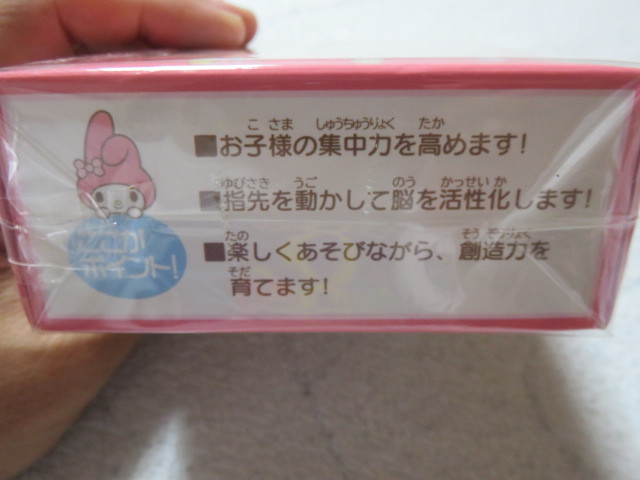 ■お子様の集中力を高めます!
■指先を動かして脳を活性化します!
■楽しくあそびながら、創造力を
育てます!
ポイント!